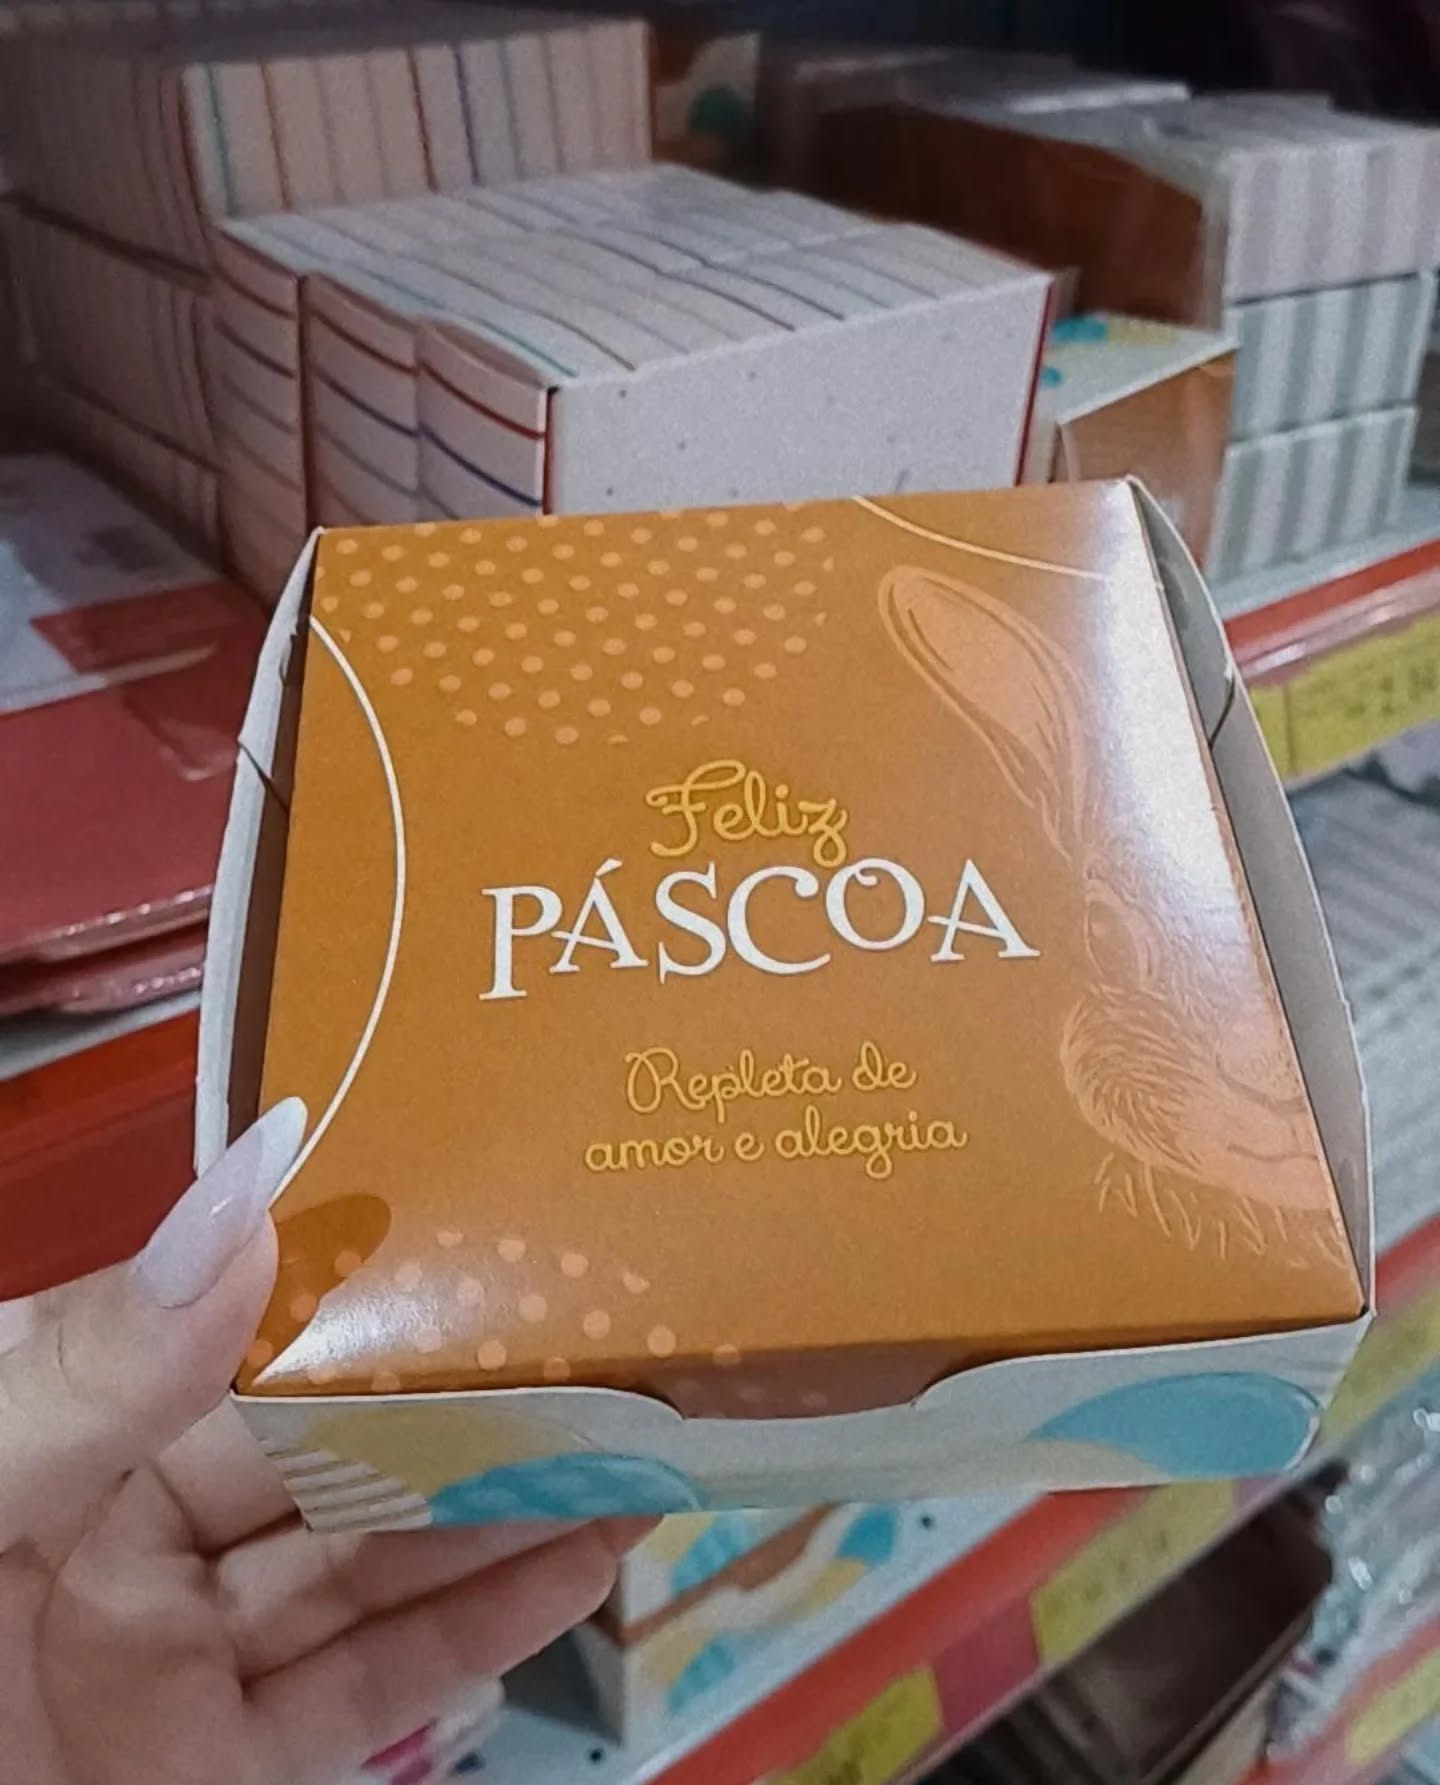 Feliz
PÁSCOA
Repleta de
amor e alegria